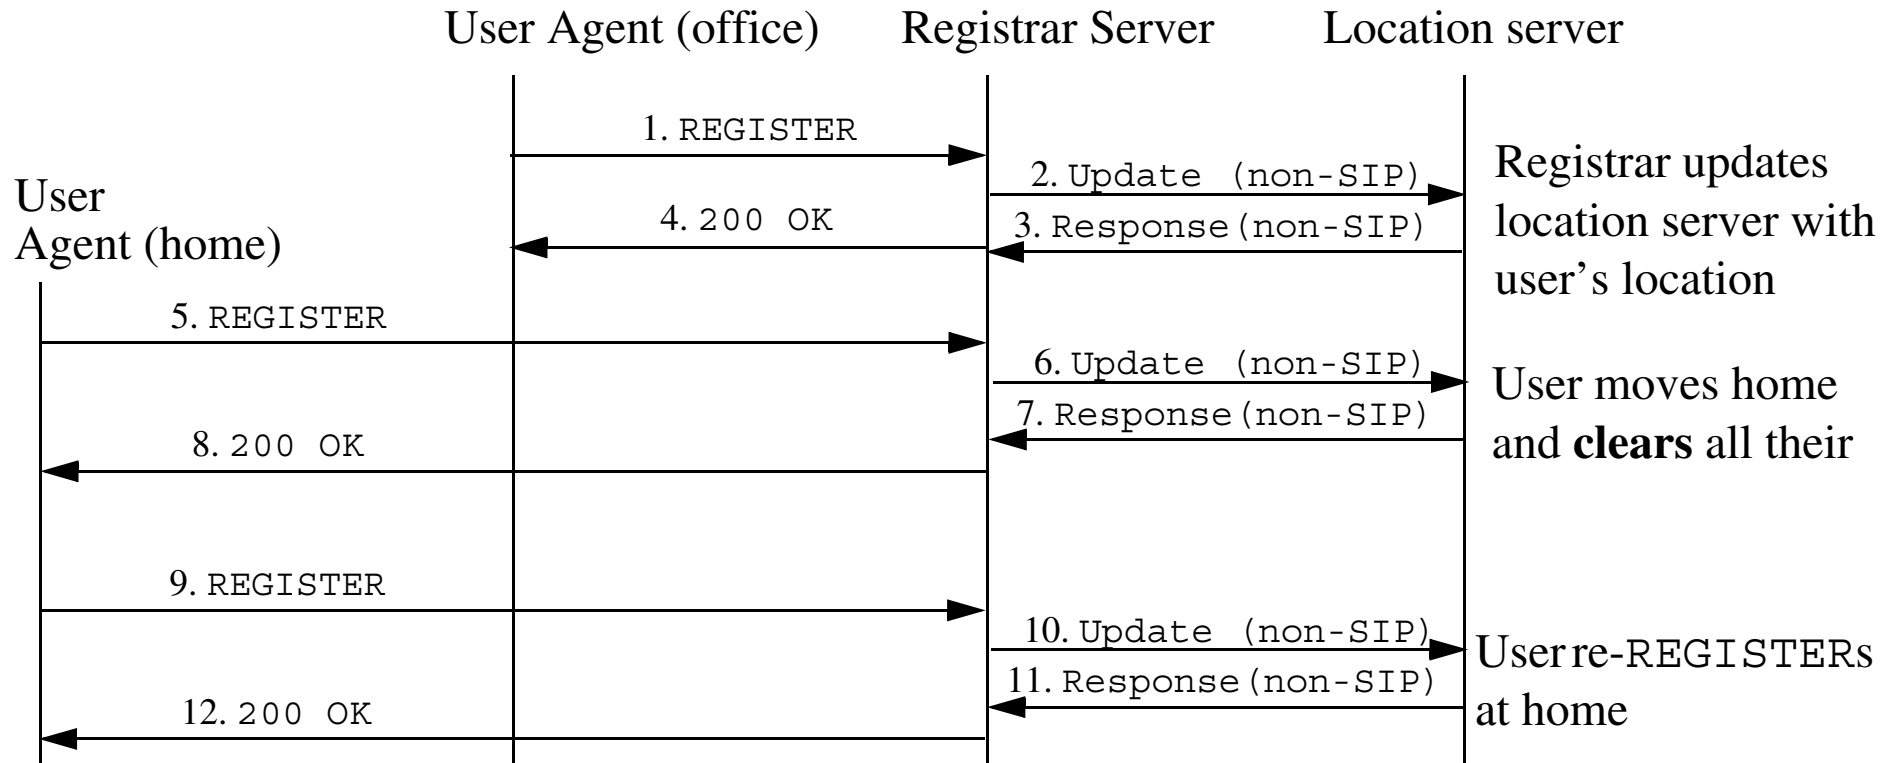 User Agent (office) Registrar Server Location server
1. REGISTER
2. Update (non-SIP)
3. Response(non-SIP)
4. 200 OK
Registrar updates
location server with
user's location
User
Agent (home)
5. REGISTER
6. Update (non-SIP)
7. Response(non-SIP)
8. 200 OK
User moves home
and clears all their
9. REGISTER
10. Update (non-SIP)
11. Response(non-SIP)
12. 200 OK
User re-REGISTERs
at home